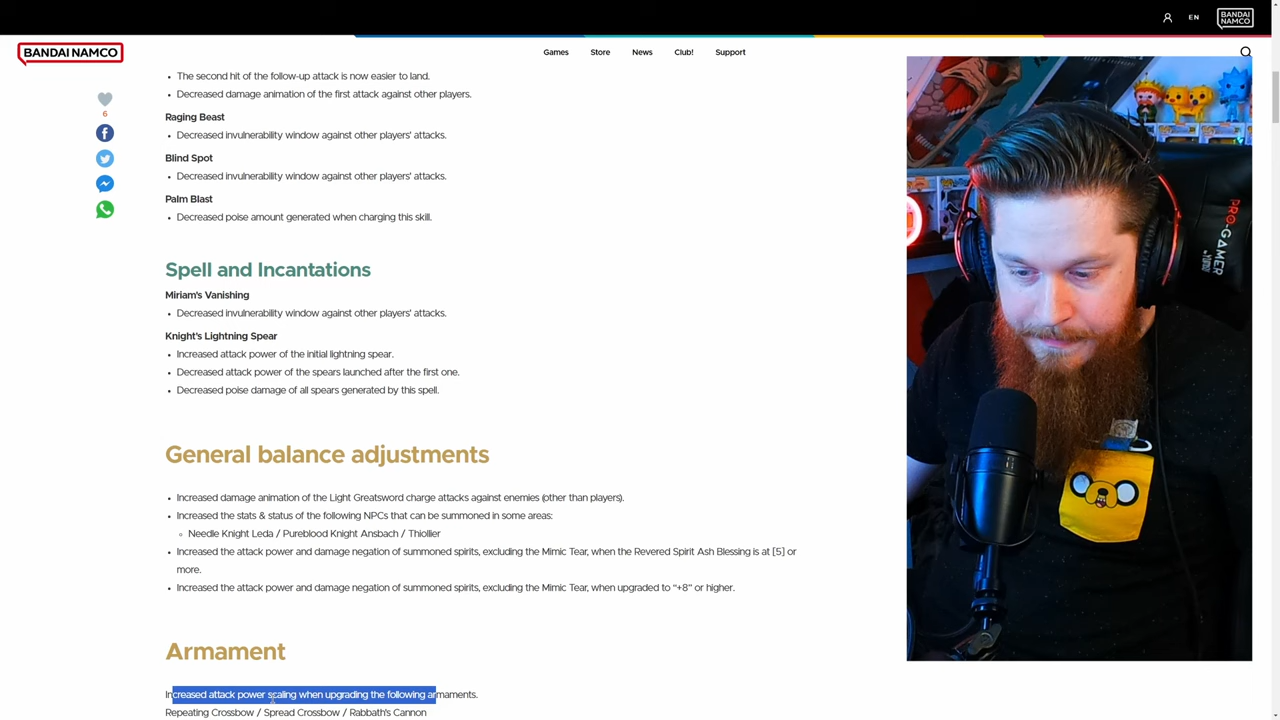 EN
BANDAI
NAMCO
BANDAI NAMCO
Games
Store
News
Club!
Support
6
The second hit of the follow-up attack is now easier to land.
Decreased damage animation of the first attack against other players.
Raging Beast
Decreased invulnerability window against other players' attacks.
Blind Spot
Decreased invulnerability window against other players' attacks.
Palm Blast
Decreased poise amount generated when charging this skill.
Spell and Incantations
Miriam's Vanishing
Decreased invulnerability window against other players' attacks.
Knight's Lightning Spear
Increased attack power of the initial lightning spear.
Decreased attack power of the spears launched after the first one.
Decreased poise damage of all spears generated by this spell.
General balance adjustments
Increased damage animation of the Light Greatsword charge attacks against enemies (other than players).
Increased the stats & status of the following NPCs that can be summoned in some areas:
Needle Knight Leda / Pureblood Knight Ansbach / Thiollier
Increased the attack power and damage negation of summoned spirits, excluding the Mimic Tear, when the Revered Spirit Ash Blessing is at [5] or
more.
Increased the attack power and damage negation of summoned spirits, excluding the Mimic Tear, when upgraded to "+8" or higher.
Armament
Increased attack power scaling when upgrading the following armaments.
Repeating Crossbow / Spread Crossbow / Rabbath's Cannon
PRO-GAMER